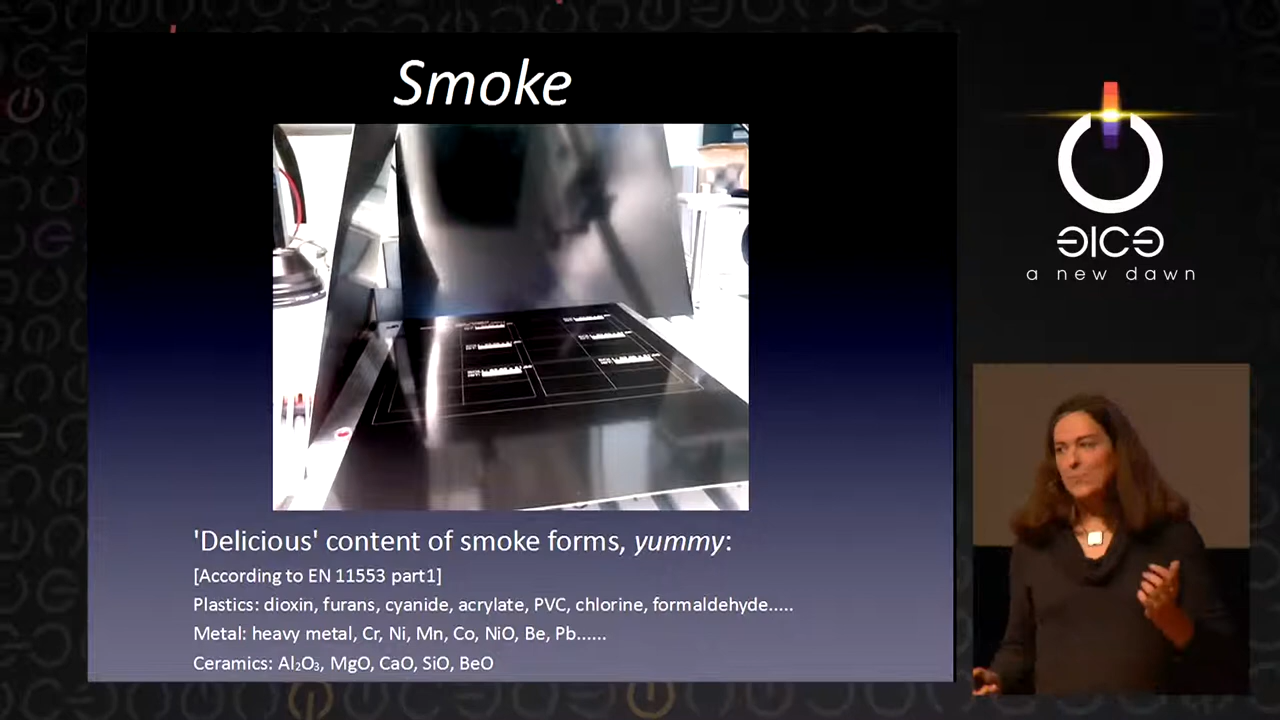 Smoke
'Delicious' content of smoke forms, yummy:
[According to EN 11553 part1]
Plastics: dioxin, furans, cyanide, acrylate, PVC, chlorine, formaldehyde.....
Metal: heavy metal, Cr, Ni, Mn, Co, NiO, Be, Pb......
Ceramics: Al₂O₃, MgO, CaO, SiO, BeO
a new dawn